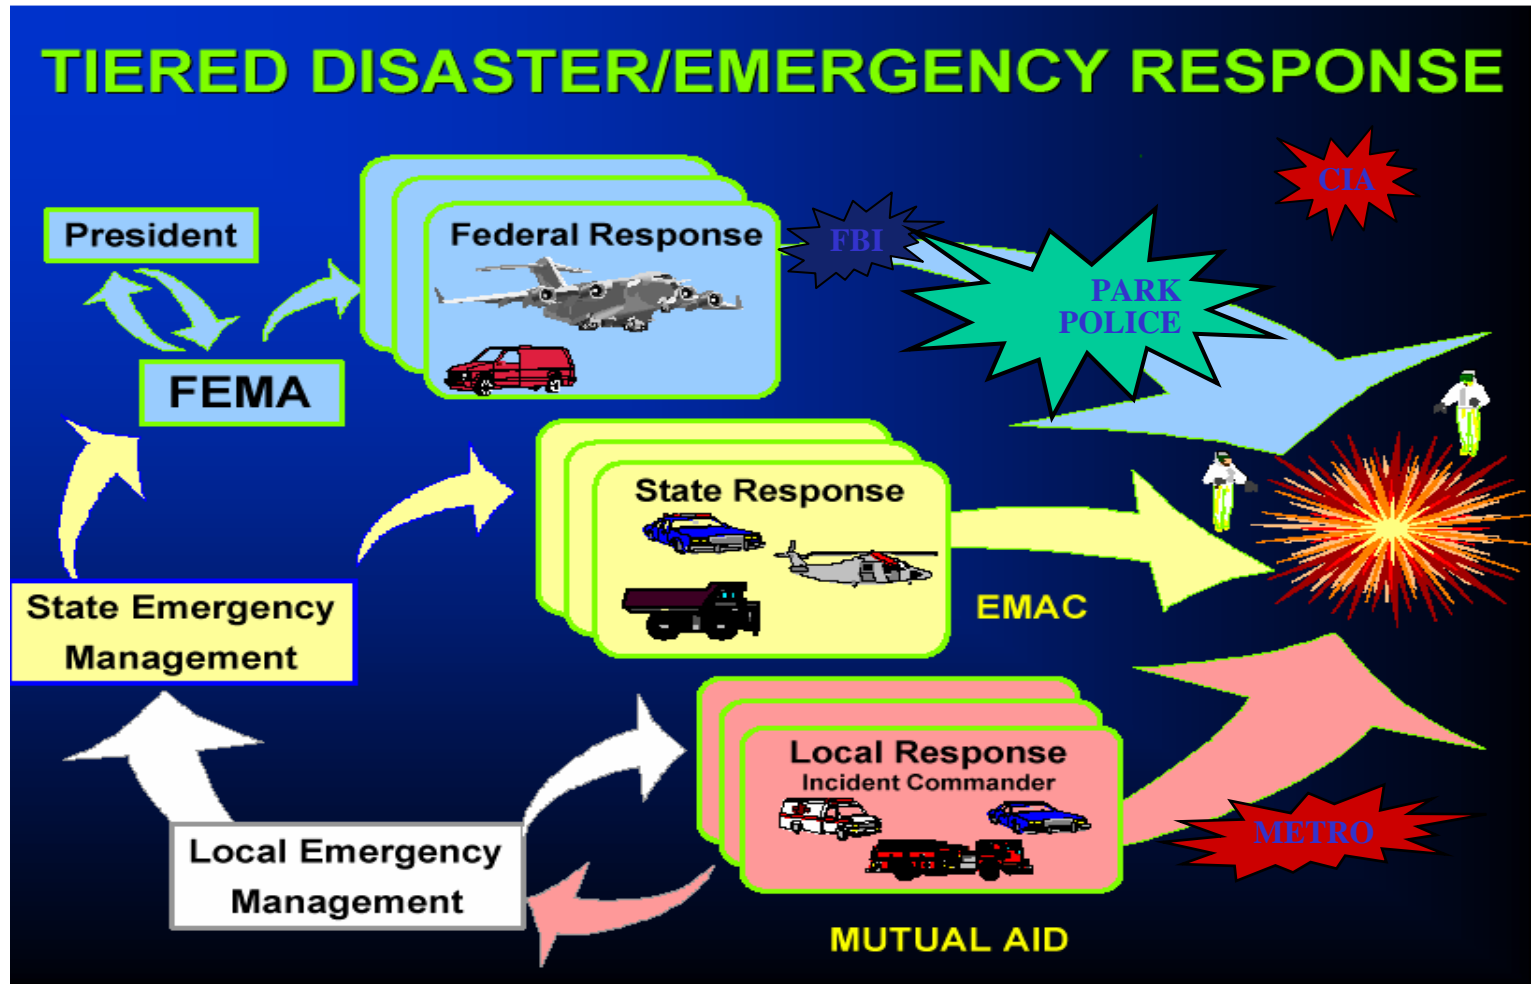 TIERED DISASTER/EMERGENCY RESPONSE
CIA
President
Federal Response
FBI
PARK
POLICE
FEMA
State Response
State Emergency
Management
EMAC
Local Response
Incident Commander
METRO
Local Emergency
Management
MUTUAL AID